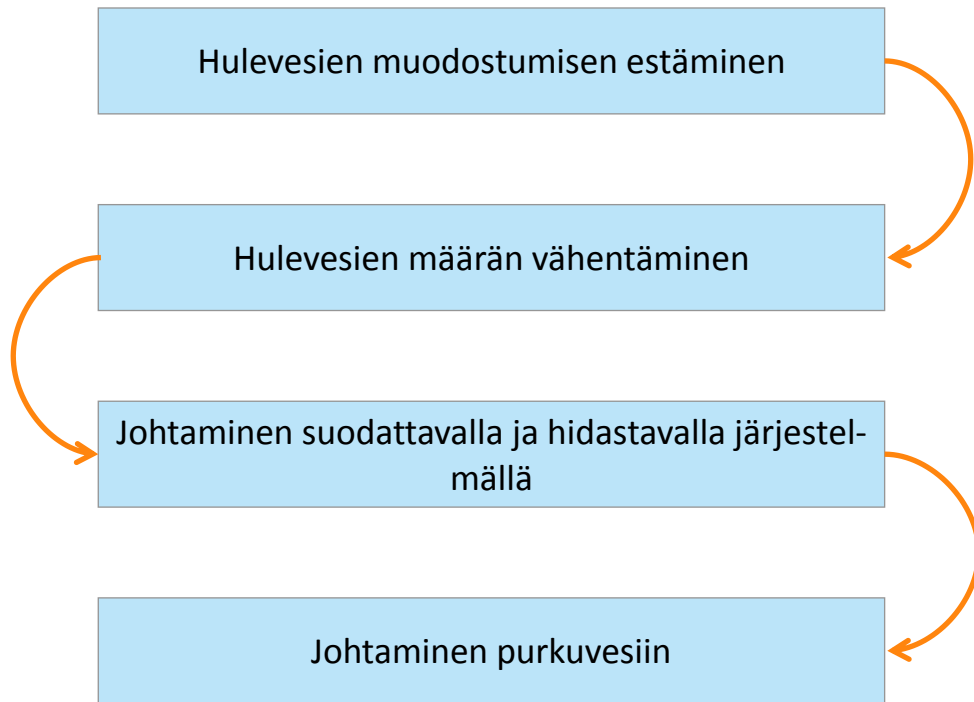 Hulevesien muodostumisen estäminen
Hulevesien määrän vähentäminen
Johtaminen suodattavalla ja hidastavalla järjestel-
mällä
Johtaminen purkuvesiin